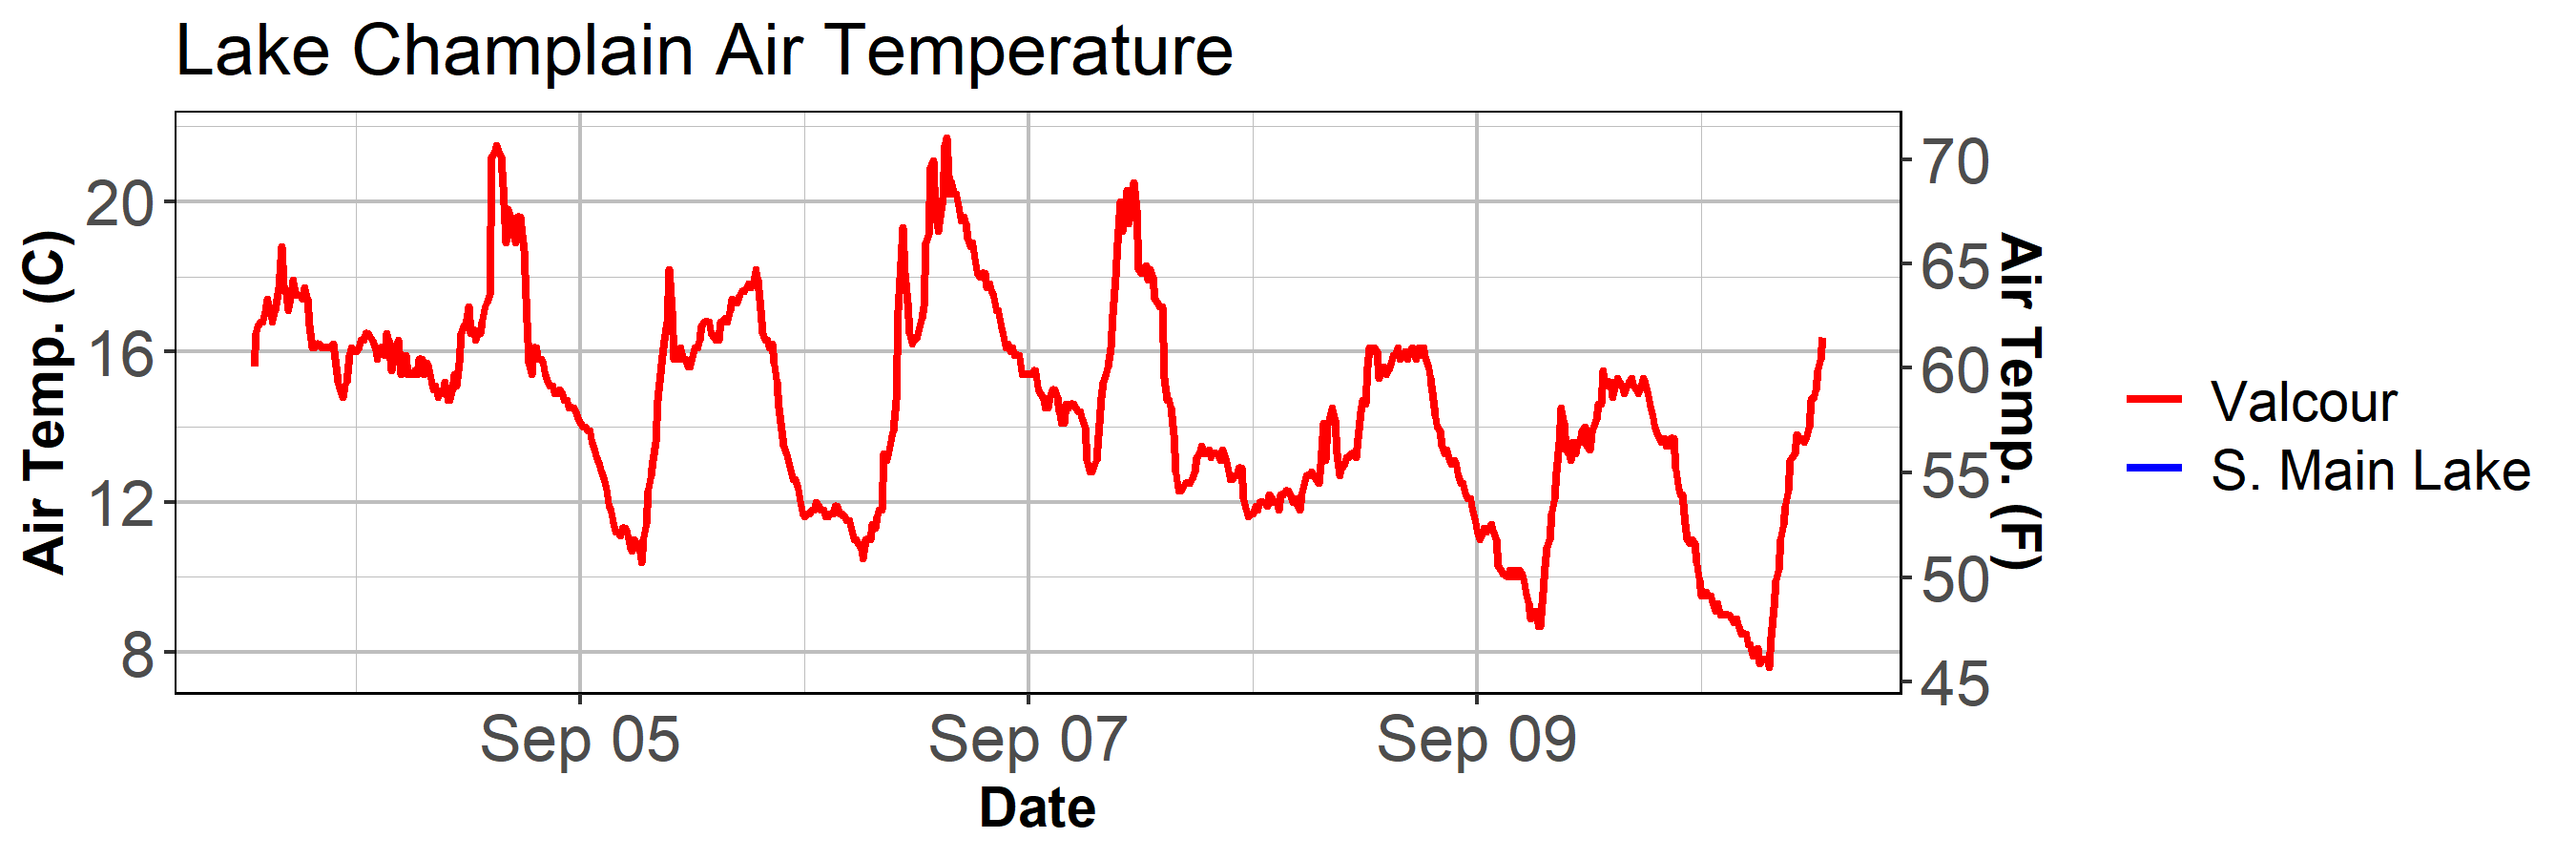 Lake Champlain Air Temperature
Air Temp. (C)
20
16
12
8
70
65
60
55
50
45
Air Temp. (F)
Sep 05
Sep 07
Sep 09
Date
Valcour
S. Main Lake